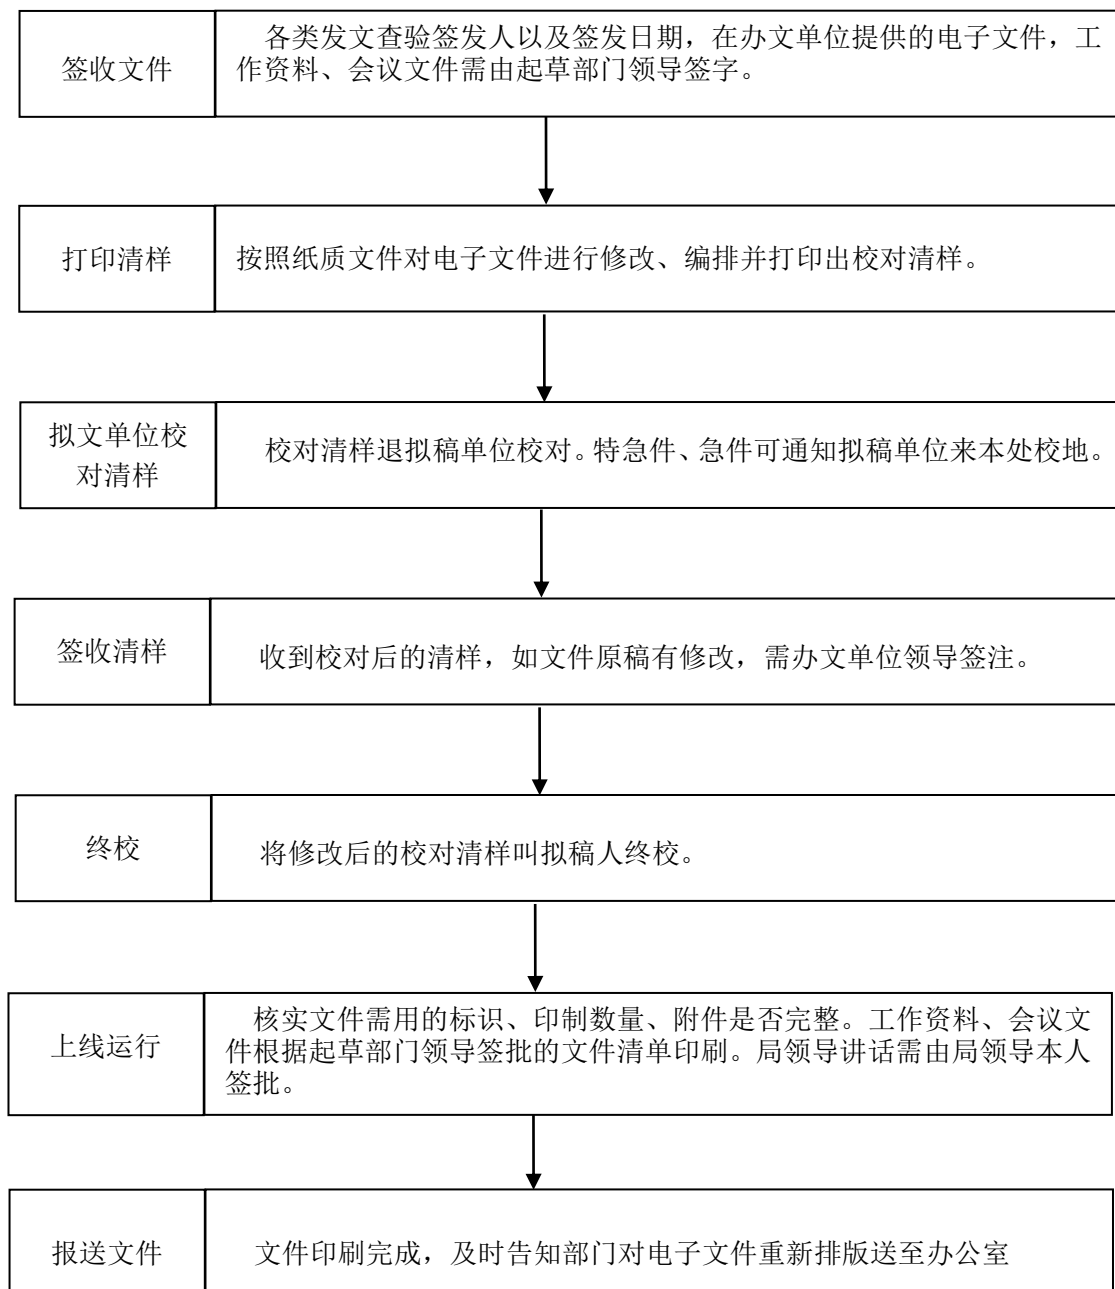 签收文件
各类发文查验签发人以及签发日期，在办文单位提供的电子文件，工
作资料、会议文件需由起草部门领导签字。
打印清样
按照纸质文件对电子文件进行修改、编排并打印出校对清样。
拟文单位校
对清样
校对清样退拟稿单位校对。特急件、急件可通知拟稿单位来本处校地。
签收清样
收到校对后的清样，如文件原稿有修改，需办文单位领导签注。
终校
将修改后的校对清样叫拟稿人终校。
上线运行
核实文件需用的标识、印制数量、附件是否完整。工作资料、会议文
件根据起草部门领导签批的文件清单印刷。局领导讲话需由局领导本人
签批。
报送文件
文件印刷完成，及时告知部门对电子文件重新排版送至办公室